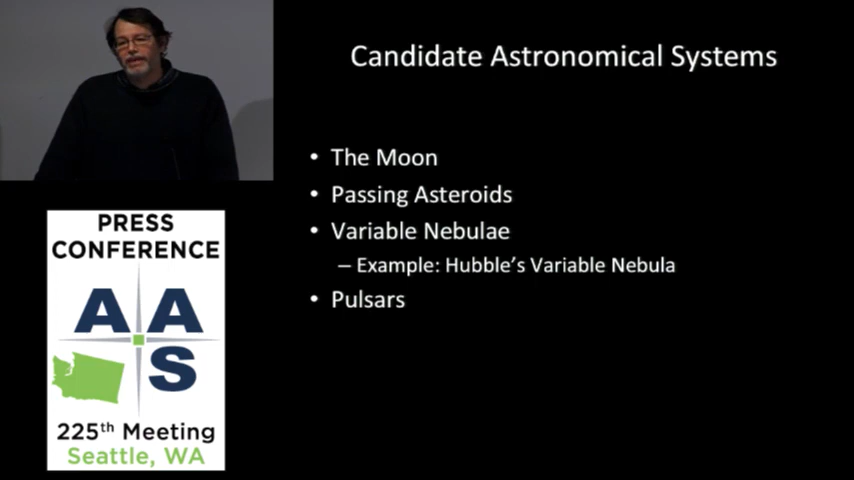 Candidate Astronomical Systems
• The Moon
• Passing Asteroids
• Variable Nebulae
– Example: Hubble's Variable Nebula
• Pulsars
PRESS
CONFERENCE
A A
S
225th Meeting
Seattle, WA